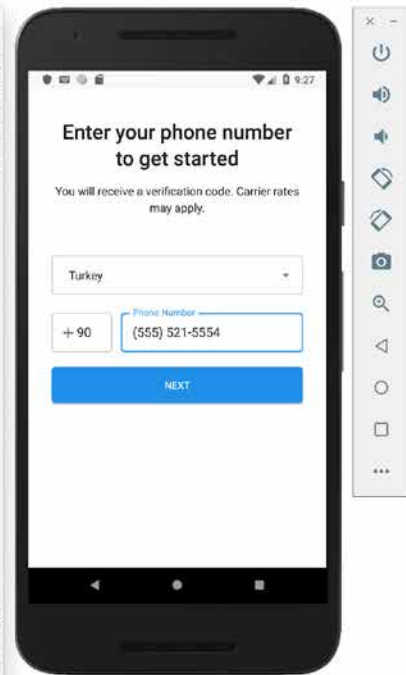 9:27
Enter your phone number
to get started
You will receive a verification code. Carrier rates
may apply.
Turkey
+ 90
Phone Number
(555) 521-5554
NEXT